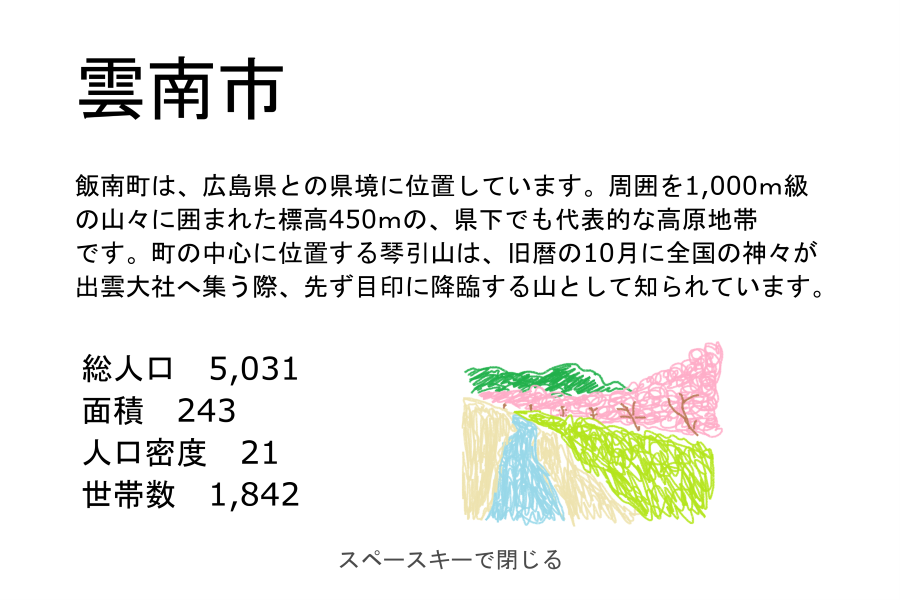 雲南市
飯南町は、広島県との県境に位置しています。周囲を1,000m級
の山々に囲まれた標高450mの、県下でも代表的な高原地帯
です。町の中心に位置する琴引山は、旧暦の10月に全国の神々が
出雲大社へ集う際、先ず目印に降臨する山として知られています。
総人口　5,031
面積　243
人口密度　21
世帯数　1,842
スペースキーで閉じる